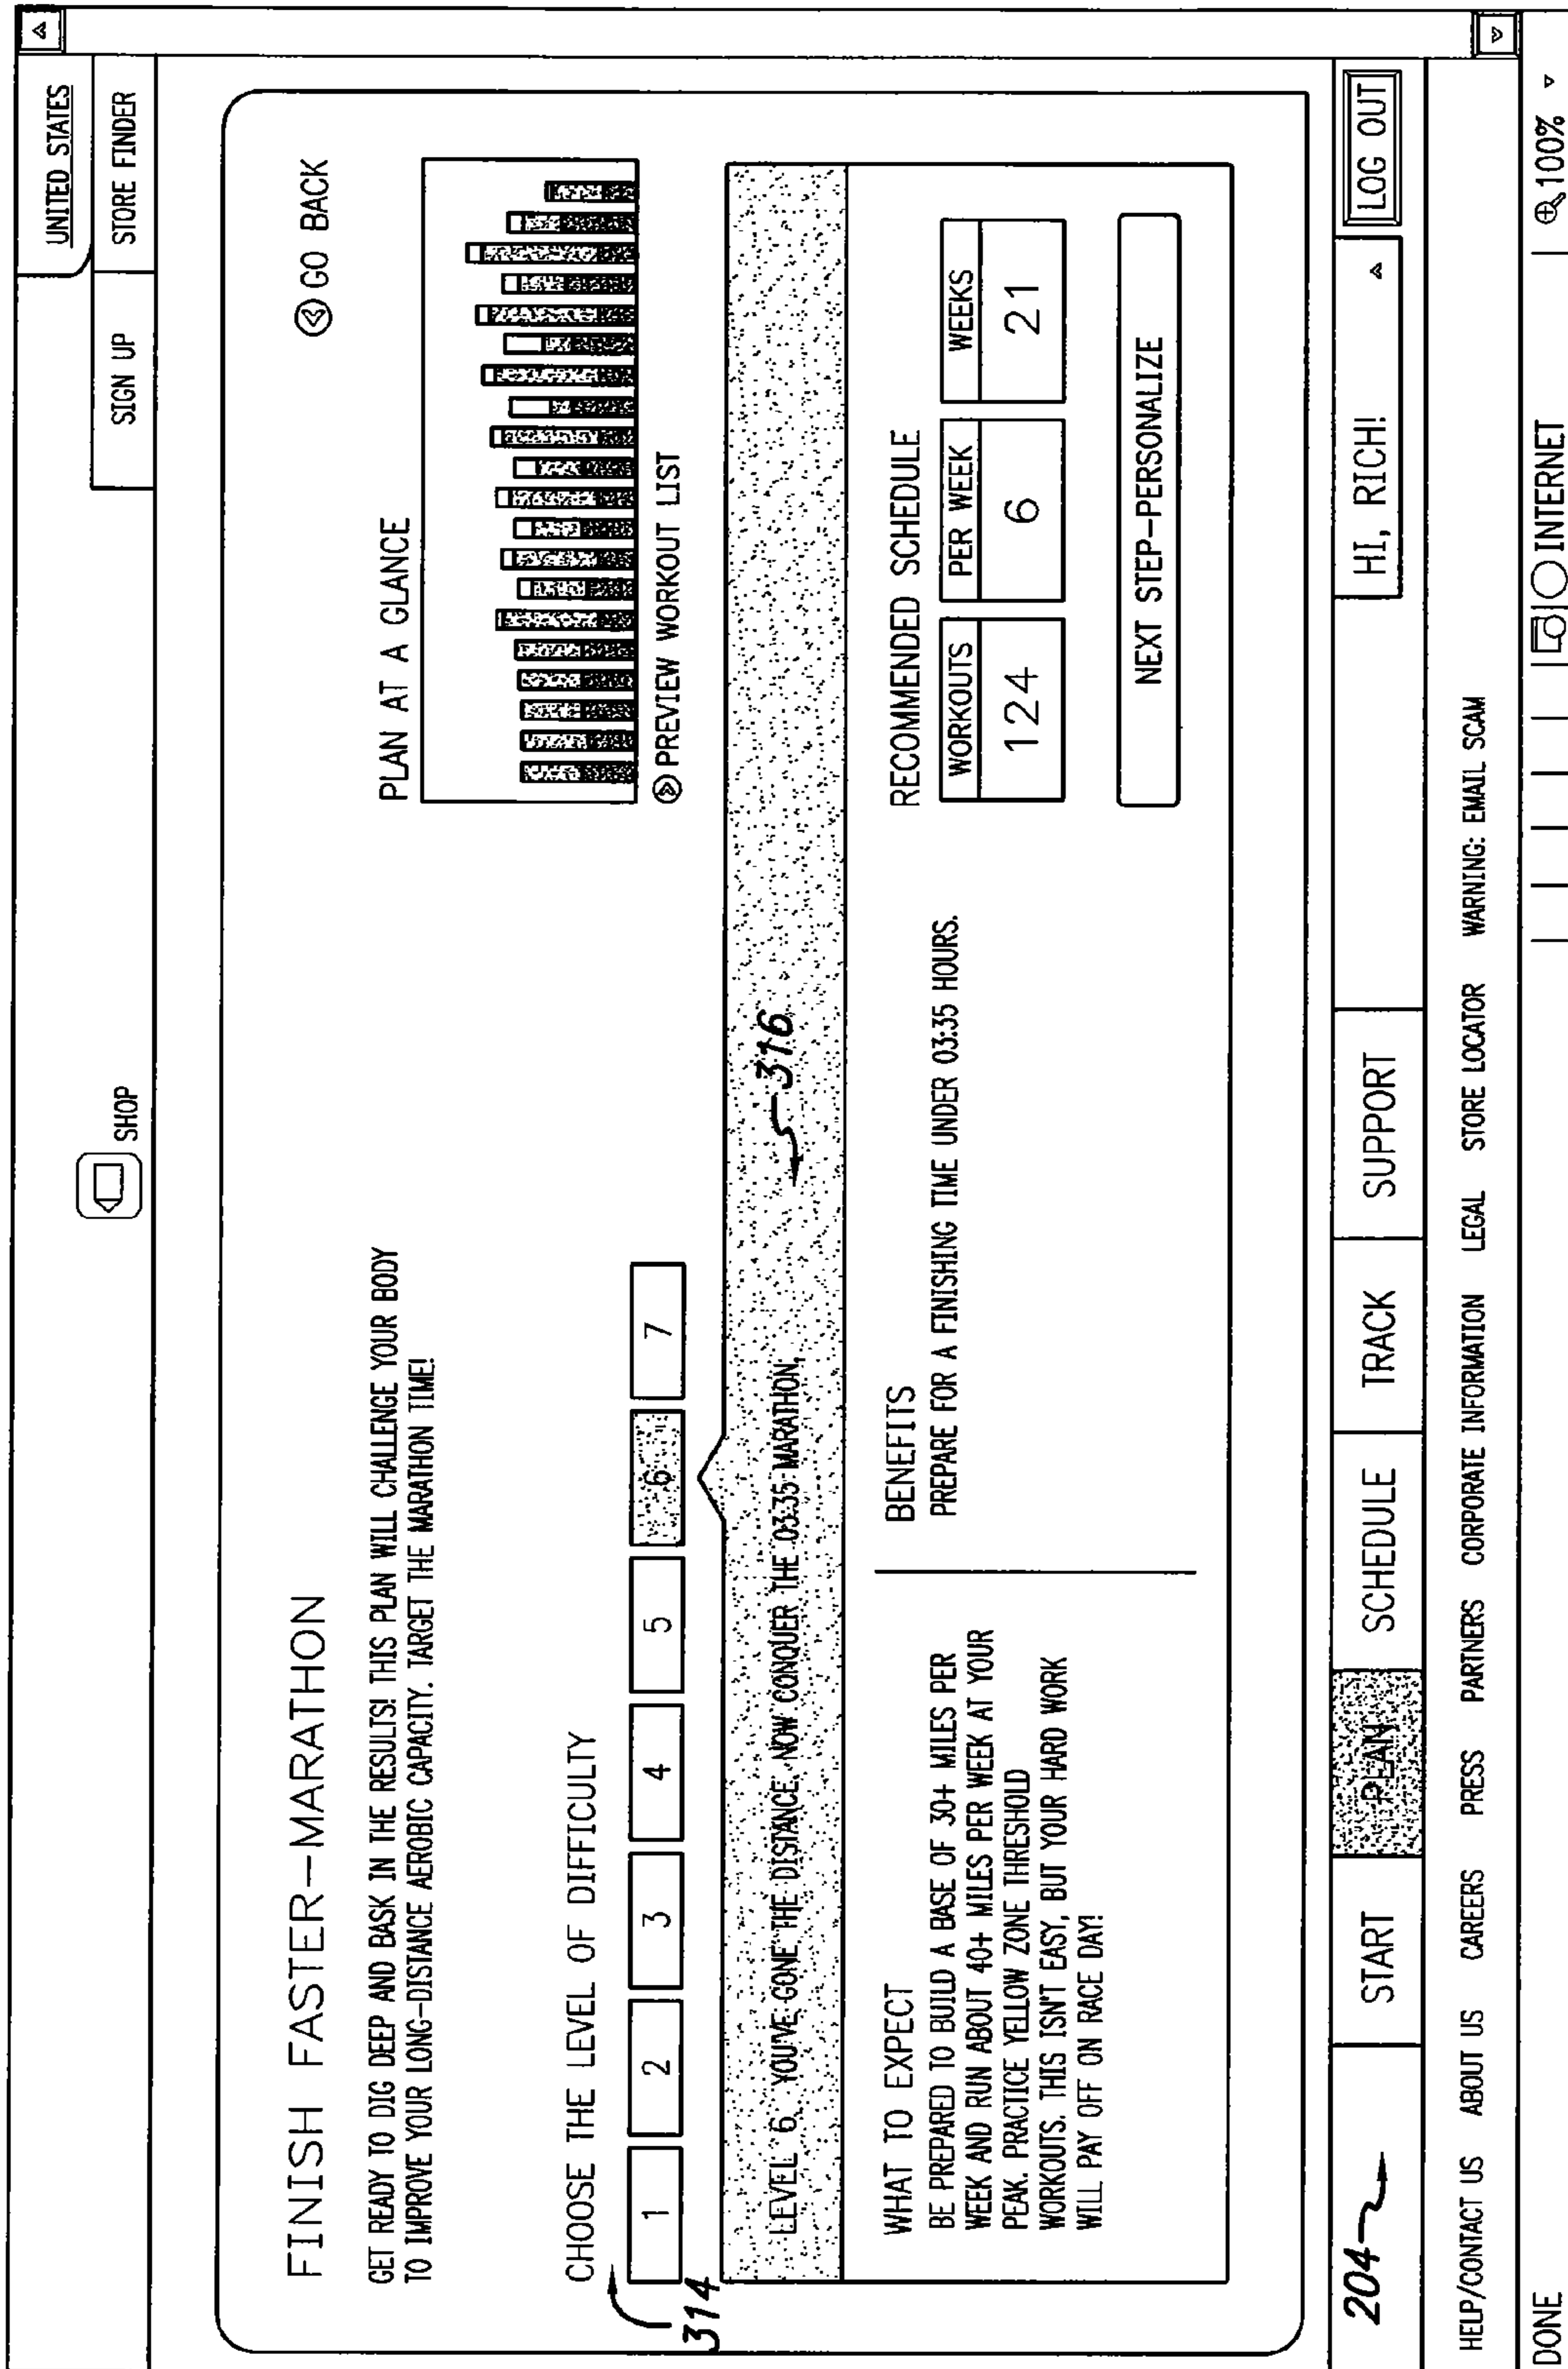 UNITED STATES
SHOP
SIGN UP
STORE FINDER
FINISH FASTER-MARATHON
GO BACK
GET READY TO DIG DEEP AND BASK IN THE RESULTS! THIS PLAN WILL CHALLENGE YOUR BODY
TO IMPROVE YOUR LONG-DISTANCE AEROBIC CAPACITY. TARGET THE MARATHON TIME!
PLAN AT A GLANCE
CHOOSE THE LEVEL OF DIFFICULTY
1 2 3 4 5 6 7
314
PREVIEW WORKOUT LIST
LEVEL 6 YOU'VE GONE THE DISTANCE, NOW CONQUER THE 03:35 MARATHON.
316
WHAT TO EXPECT
BE PREPARED TO BUILD A BASE OF 30+ MILES PER
WEEK AND RUN ABOUT 40+ MILES PER WEEK AT YOUR
PEAK. PRACTICE YELLOW ZONE THRESHOLD
WORKOUTS. THIS ISN'T EASY, BUT YOUR HARD WORK
WILL PAY OFF ON RACE DAY!
BENEFITS
PREPARE FOR A FINISHING TIME UNDER 03:35 HOURS.
RECOMMENDED SCHEDULE
WORKOUTS PER WEEK WEEKS
124 6 21
NEXT STEP-PERSONALIZE
204 START PLAN SCHEDULE TRACK SUPPORT HI, RICH! LOG OUT
HELP/CONTACT US ABOUT US CAREERS PRESS PARTNERS CORPORATE INFORMATION LEGAL STORE LOCATOR WARNING: EMAIL SCAM
DONE INTERNET 100%